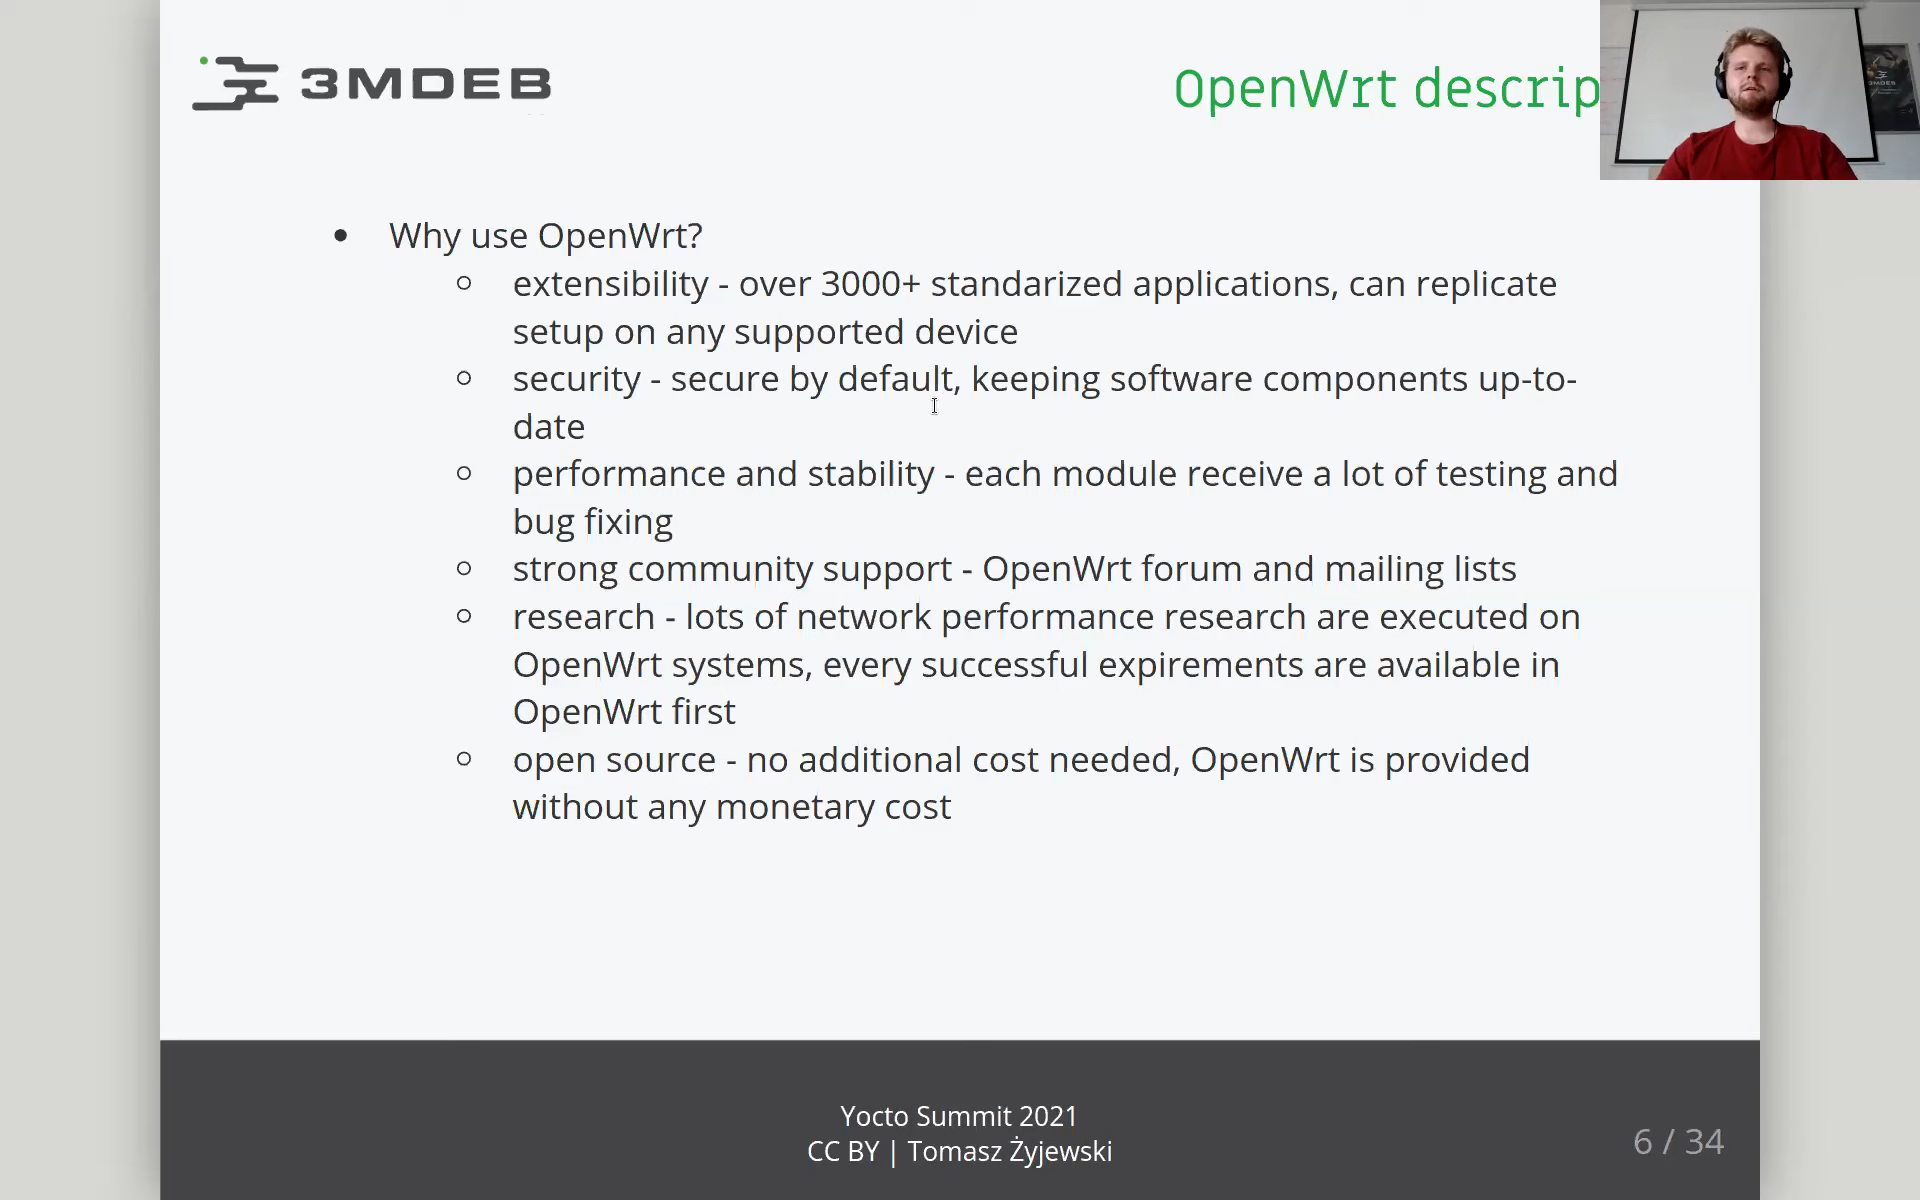 3MDEB
OpenWrt descrip
Why use OpenWrt?
extensibility - over 3000+ standarized applications, can replicate
setup on any supported device
security - secure by default, keeping software components up-to-
date
performance and stability - each module receive a lot of testing and
bug fixing
strong community support - OpenWrt forum and mailing lists
research - lots of network performance research are executed on
OpenWrt systems, every successful expirements are available in
OpenWrt first
open source - no additional cost needed, OpenWrt is provided
without any monetary cost
Yocto Summit 2021
CC BY | Tomasz Żyjewski
6 / 34